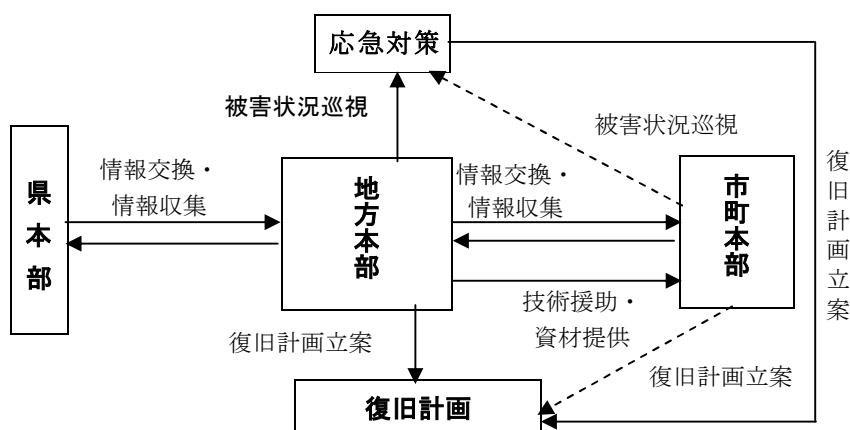 応急対策
被害状況巡視
被害状況巡視
県本部
情報交換・
情報収集
地方本部
情報交換・
情報収集
市町本部
復旧計画立案
技術援助・
資材提供
復旧計画立案
復旧計画立案
復旧計画